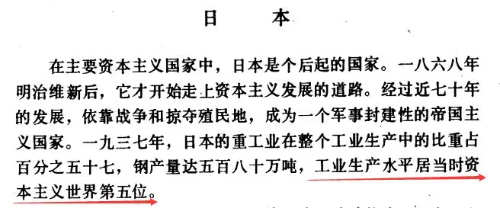 日 本
在主要资本主义国家中，日本是个后起的国家。一八六八年
明治维新后，它才开始走上资本主义发展的道路。经过近七十年
的发展，依靠战争和掠夺殖民地，成为一个军事封建性的帝国主
义国家。一九三七年，日本的重工业在整个工业生产中的比重占
百分之五十七，钢产量达五百八十万吨，工业生产水平居当时资
本主义世界第五位。